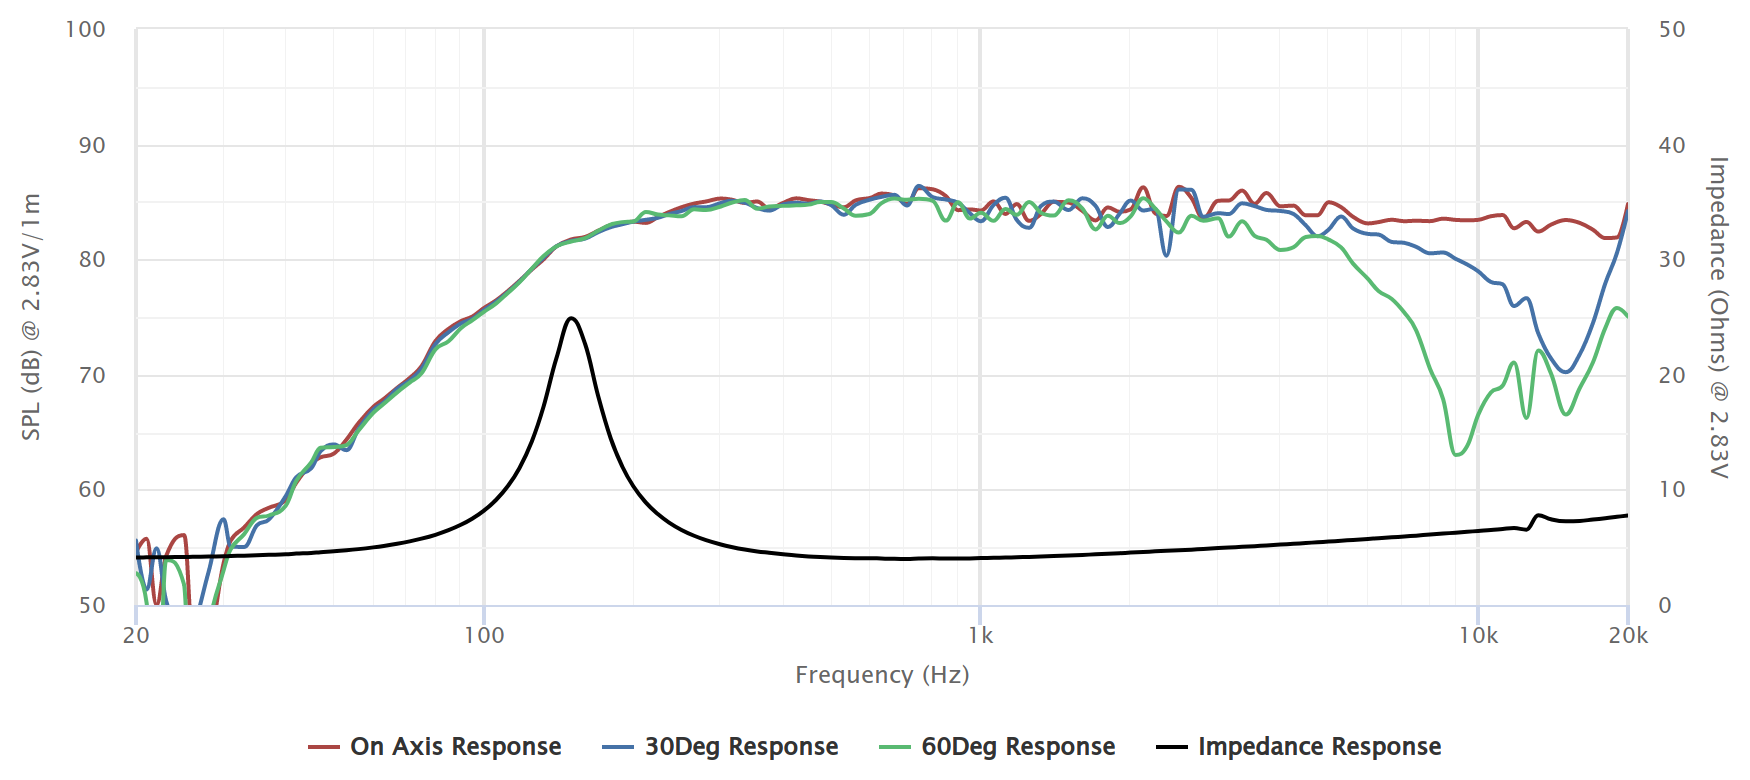 100
90
80
70
60
50
SPL (dB) @ 2.83V/1m
50
40
30
20
10
0
Impedance (Ohms) @ 2.83V
20
100
1k
10k
20k
Frequency (Hz)
On Axis Response
30Deg Response
60Deg Response
Impedance Response